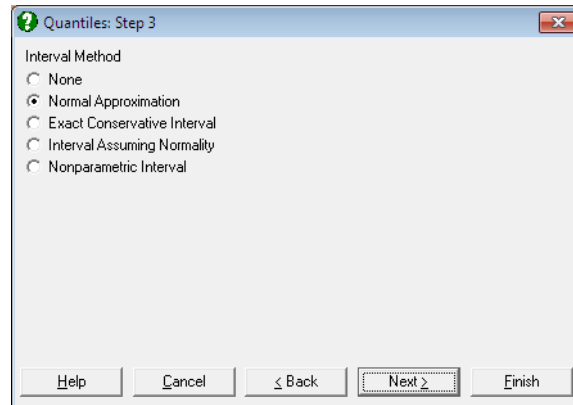 Quantiles: Step 3
Interval Method
None
Normal Approximation
Exact Conservative Interval
Interval Assuming Normality
Nonparametric Interval
Help Cancel < Back Next > Finish